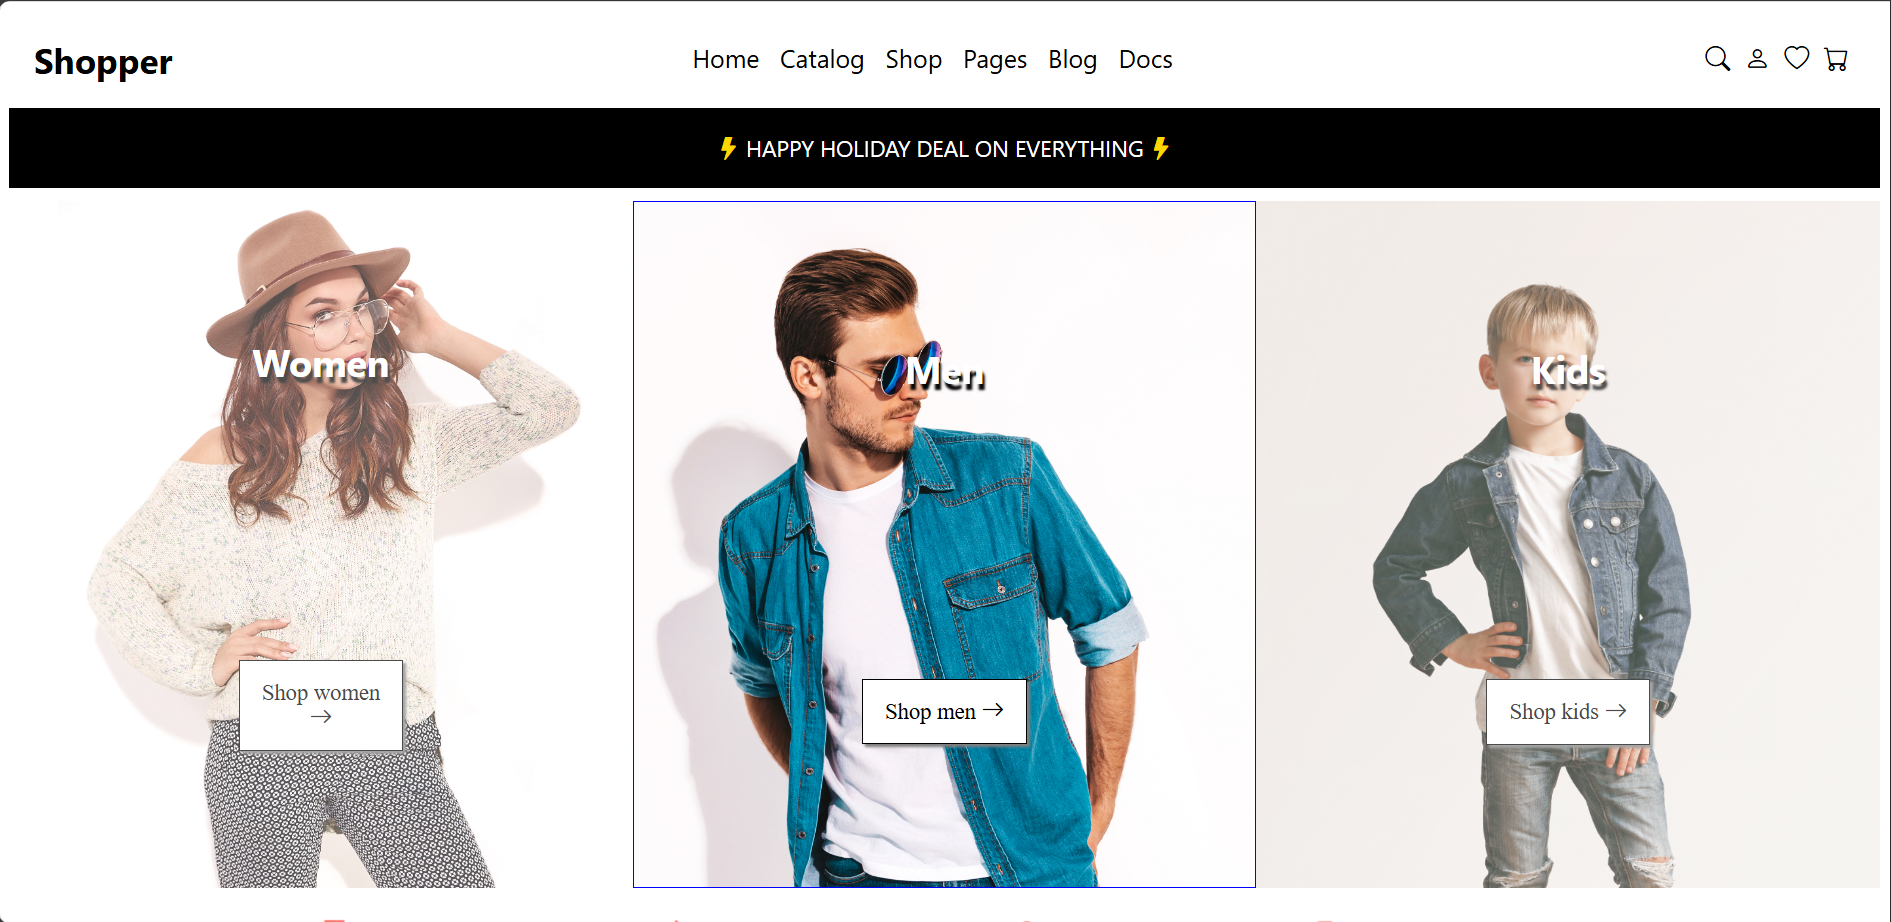 Shopper
Home Catalog Shop Pages Blog Docs
HAPPY HOLIDAY DEAL ON EVERYTHING
Women
Men
Kids
Shop women →
Shop men →
Shop kids →